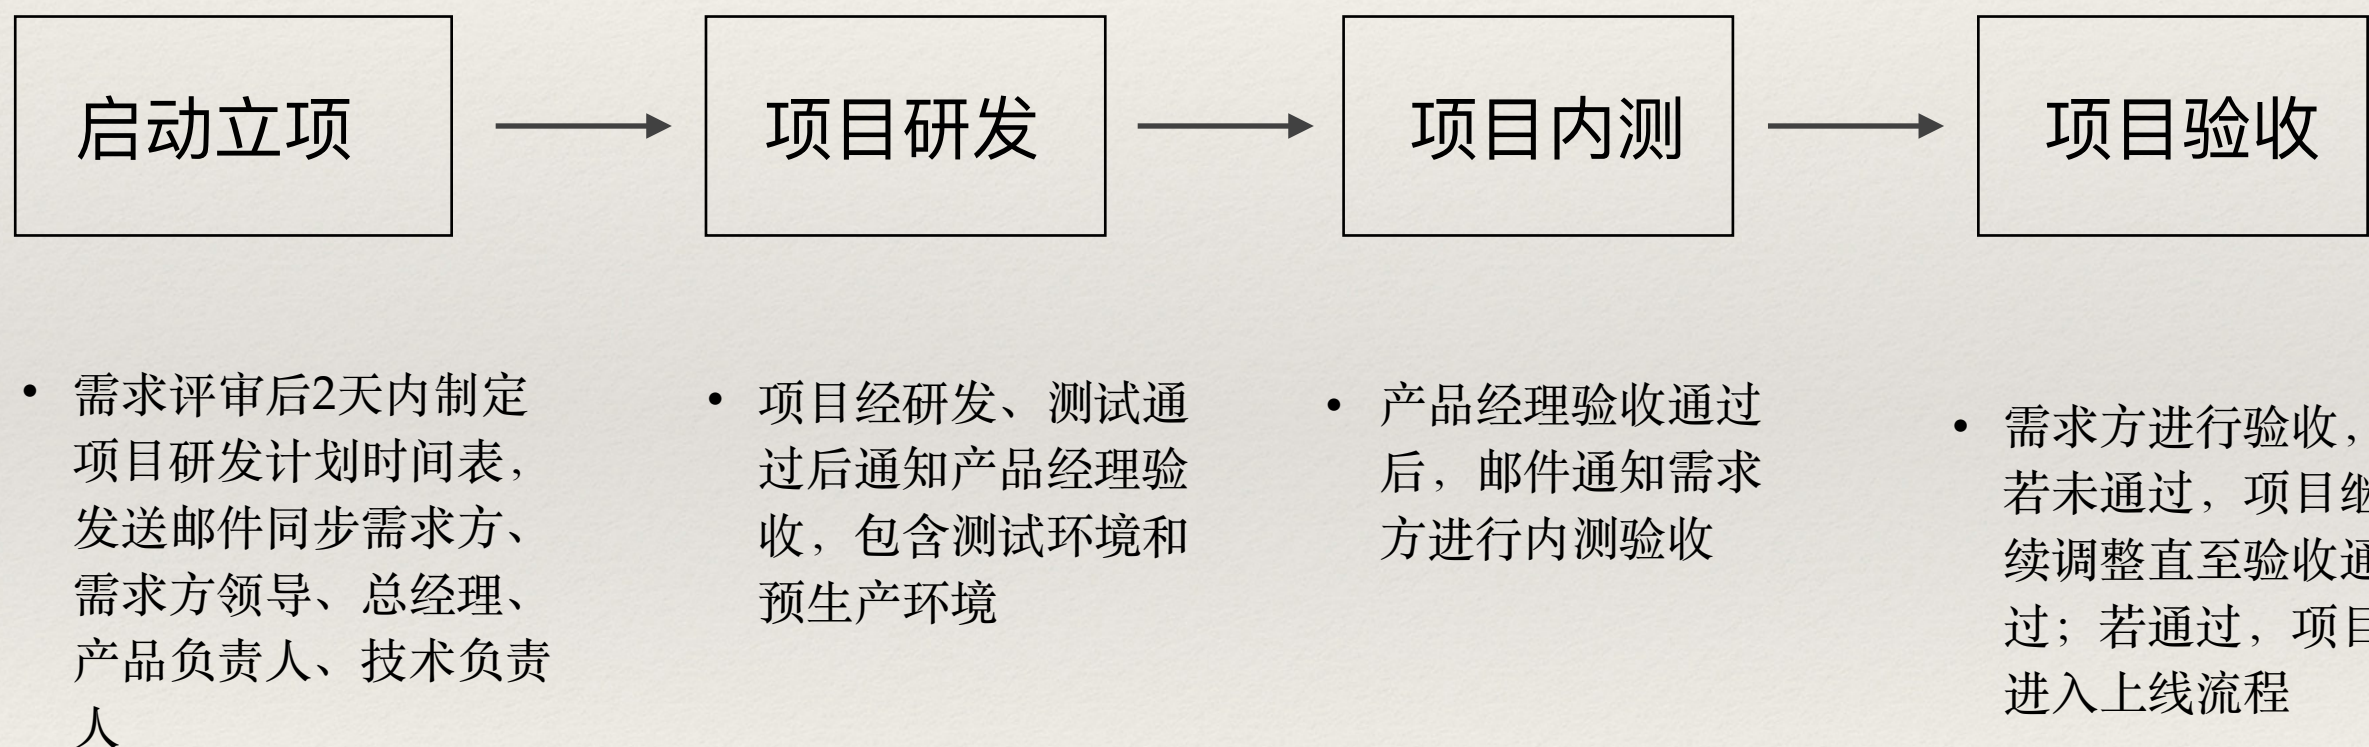 启动立项
项目研发
项目内测
项目验收
• 需求评审后2天内制定
项目研发计划时间表，
发送邮件同步需求方、
需求方领导、总经理、
产品负责人、技术负责
人
• 项目经研发、测试通
过后通知产品经理验
收，包含测试环境和
预生产环境
• 产品经理验收通过
后，邮件通知需求
方进行内测验收
• 需求方进行验收，
若未通过，项目继
续调整直至验收通
过；若通过，项目
进入上线流程